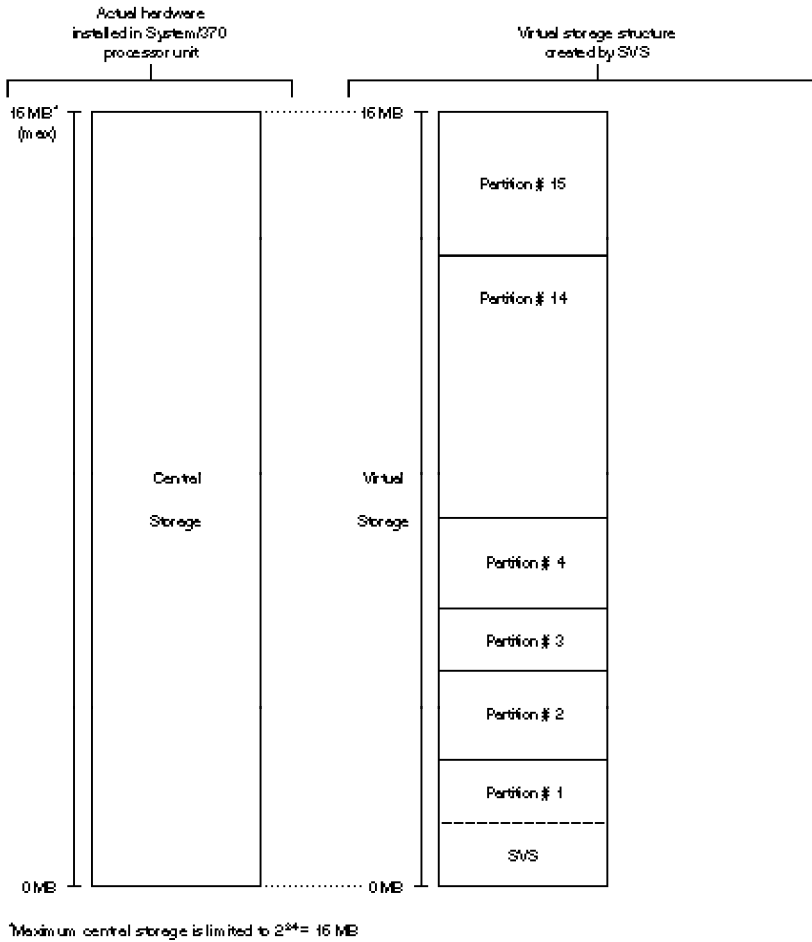 Actual hardware
installed in System/370
processor unit
Virtual storage structure
created by SVS
16 MB*
(max)
16 MB
Partition # 15
Partition # 14
Central
Storage
Virtual
Storage
Partition # 4
Partition # 3
Partition # 2
Partition # 1
SVS
0 MB
0 MB
*Maximum central storage is limited to 2²⁴ = 16 MB